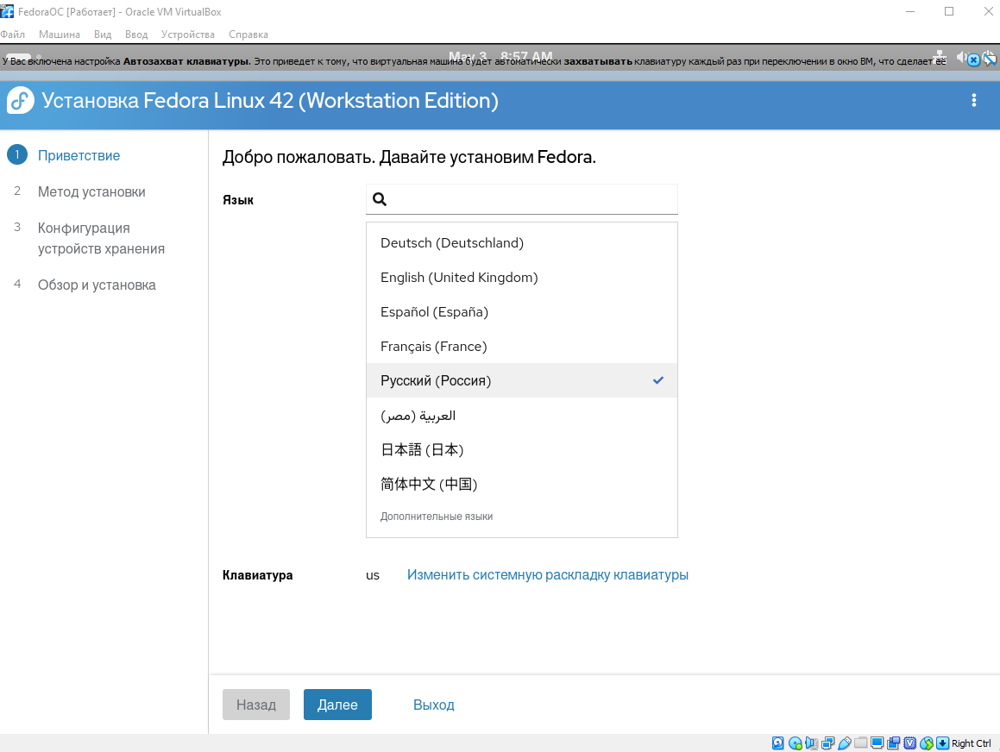 FedoraOC [Работает] - Oracle VM VirtualBox
Файл Машина Вид Ввод Устройства Справка
May 3 8:57 AM
У Вас включена настройка Автозахват клавиатуры. Это приведет к тому, что виртуальная машина будет автоматически захватывать клавиатуру каждый раз при переключении в окно ВМ, что сделает её
Установка Fedora Linux 42 (Workstation Edition)
1 Приветствие
2 Метод установки
3 Конфигурация
устройств хранения
4 Обзор и установка
Добро пожаловать. Давайте установим Fedora.
Язык
Deutsch (Deutschland)
English (United Kingdom)
Español (España)
Français (France)
Русский (Россия)
العربية (مصر)
日本語 (日本)
简体中文 (中国)
Дополнительные языки
Клавиатура us Изменить системную раскладку клавиатуры
Назад Далее Выход
Right Ctrl